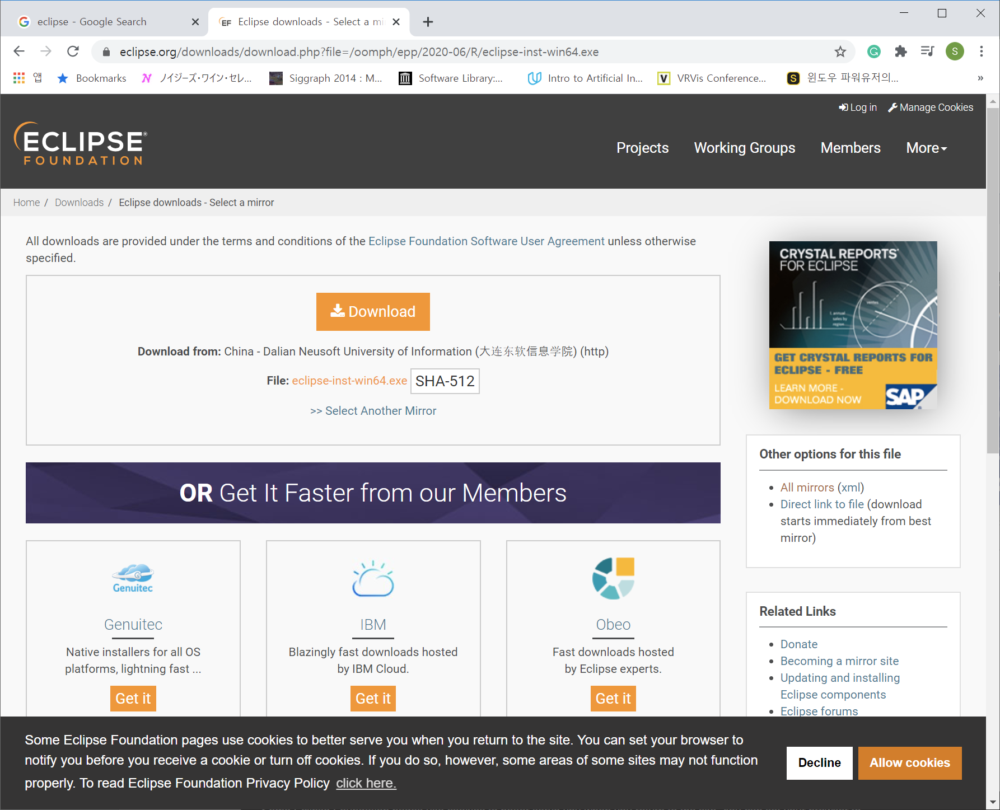 eclipse - Google Search
EF Eclipse downloads - Select a mi
eclipse.org/downloads/download.php?file=/oomph/epp/2020-06/R/eclipse-inst-win64.exe
S
앱 Bookmarks ノイジーズ・ワイン・セレ... Siggraph 2014 : M... Software Library:... Intro to Artificial In... VRVis Conference... 윈도우 파워유저의... »
Log in Manage Cookies
ECLIPSE®
FOUNDATION
Projects Working Groups Members More
Home / Downloads / Eclipse downloads - Select a mirror
All downloads are provided under the terms and conditions of the Eclipse Foundation Software User Agreement unless otherwise
specified.
Download
Download from: China - Dalian Neusoft University of Information (大连东软信息学院) (http)
File: eclipse-inst-win64.exe SHA-512
>> Select Another Mirror
CRYSTAL REPORTS
FOR ECLIPSE
1. annual
sales by
region
GET CRYSTAL REPORTS FOR
ECLIPSE - FREE
LEARN MORE -
DOWNLOAD NOW
SAP
Other options for this file
All mirrors (xml)
Direct link to file (download
starts immediately from best
mirror)
OR Get It Faster from our Members
Genuitec
Genuitec
Native installers for all OS
platforms, lightning fast ...
Get it
IBM
Blazingly fast downloads hosted
by IBM Cloud.
Get it
Obeo
Fast downloads hosted
by Eclipse experts.
Get it
Related Links
Donate
Becoming a mirror site
Updating and installing
Eclipse components
Eclipse forums
Some Eclipse Foundation pages use cookies to better serve you when you return to the site. You can set your browser to
notify you before you receive a cookie or turn off cookies. If you do so, however, some areas of some sites may not function
properly. To read Eclipse Foundation Privacy Policy click here.
Decline
Allow cookies